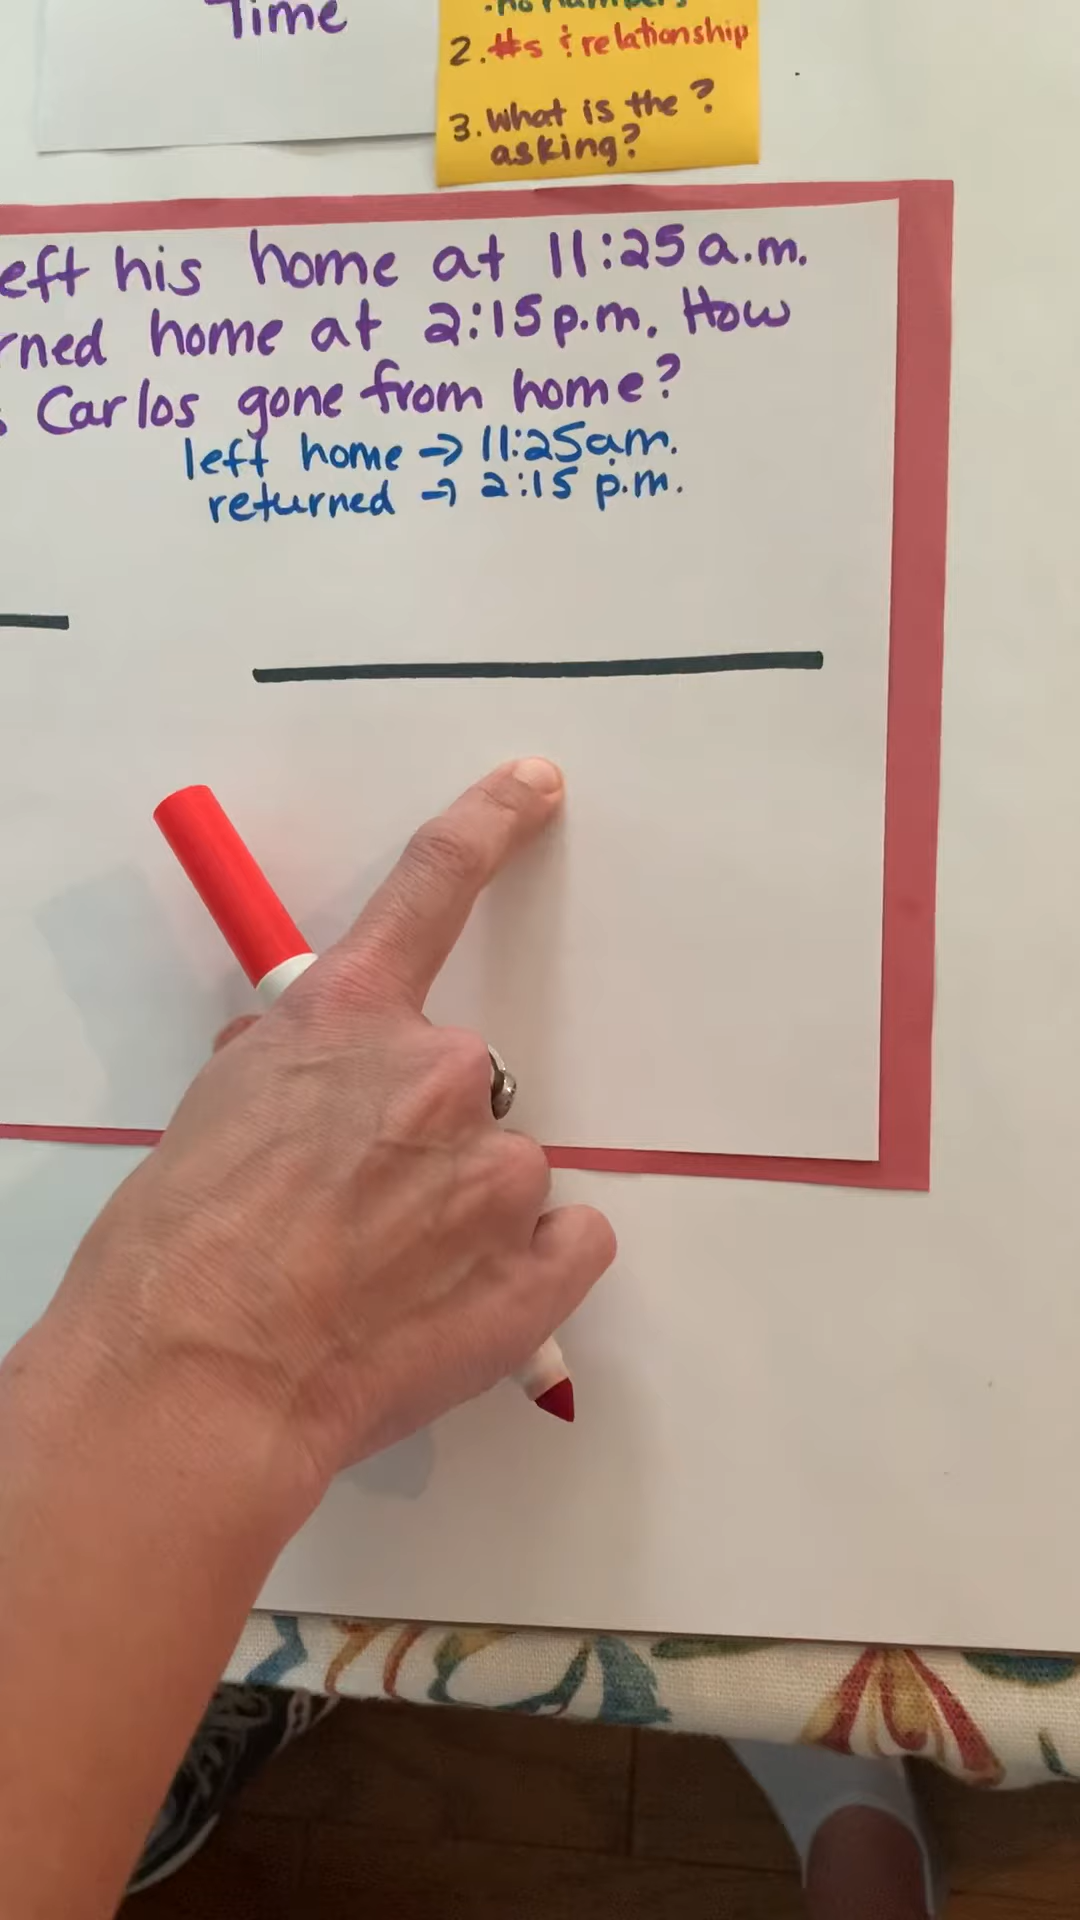 Time
2. #s & relationship
3. What is the ?
asking?
eft his home at 11:25 a.m.
rned home at 2:15 p.m. How
Carlos gone from home?
left home → 11:25 a.m.
returned → 2:15 p.m.